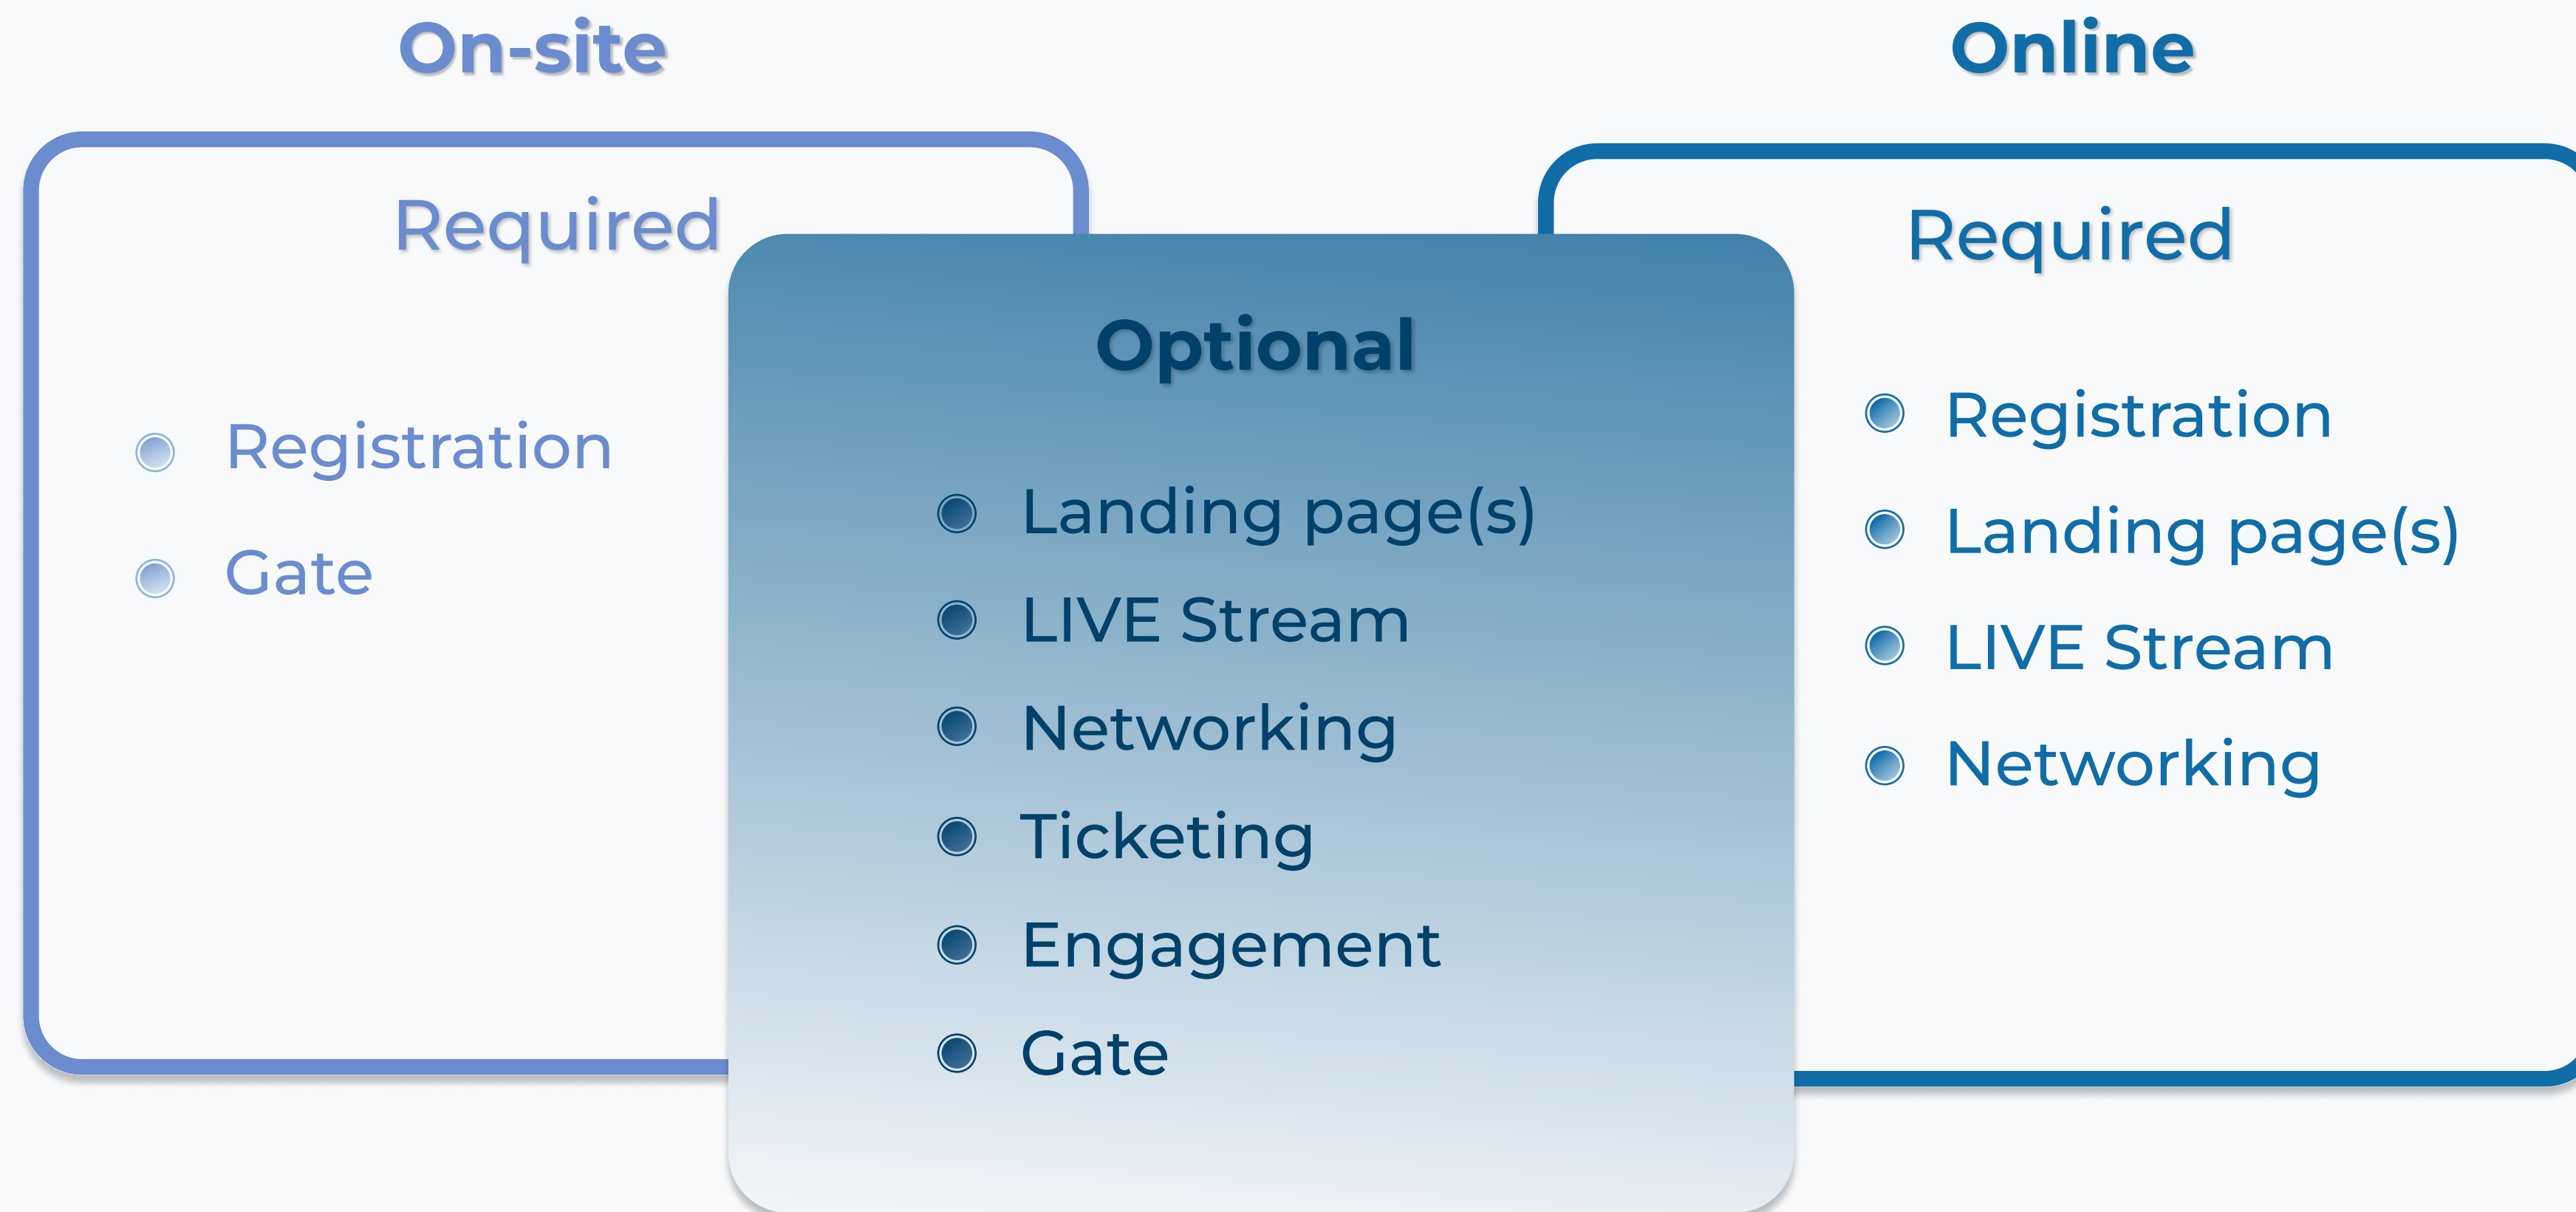 On-site
Required
Registration
Gate
Optional
Landing page(s)
LIVE Stream
Networking
Ticketing
Engagement
Gate
Online
Required
Registration
Landing page(s)
LIVE Stream
Networking